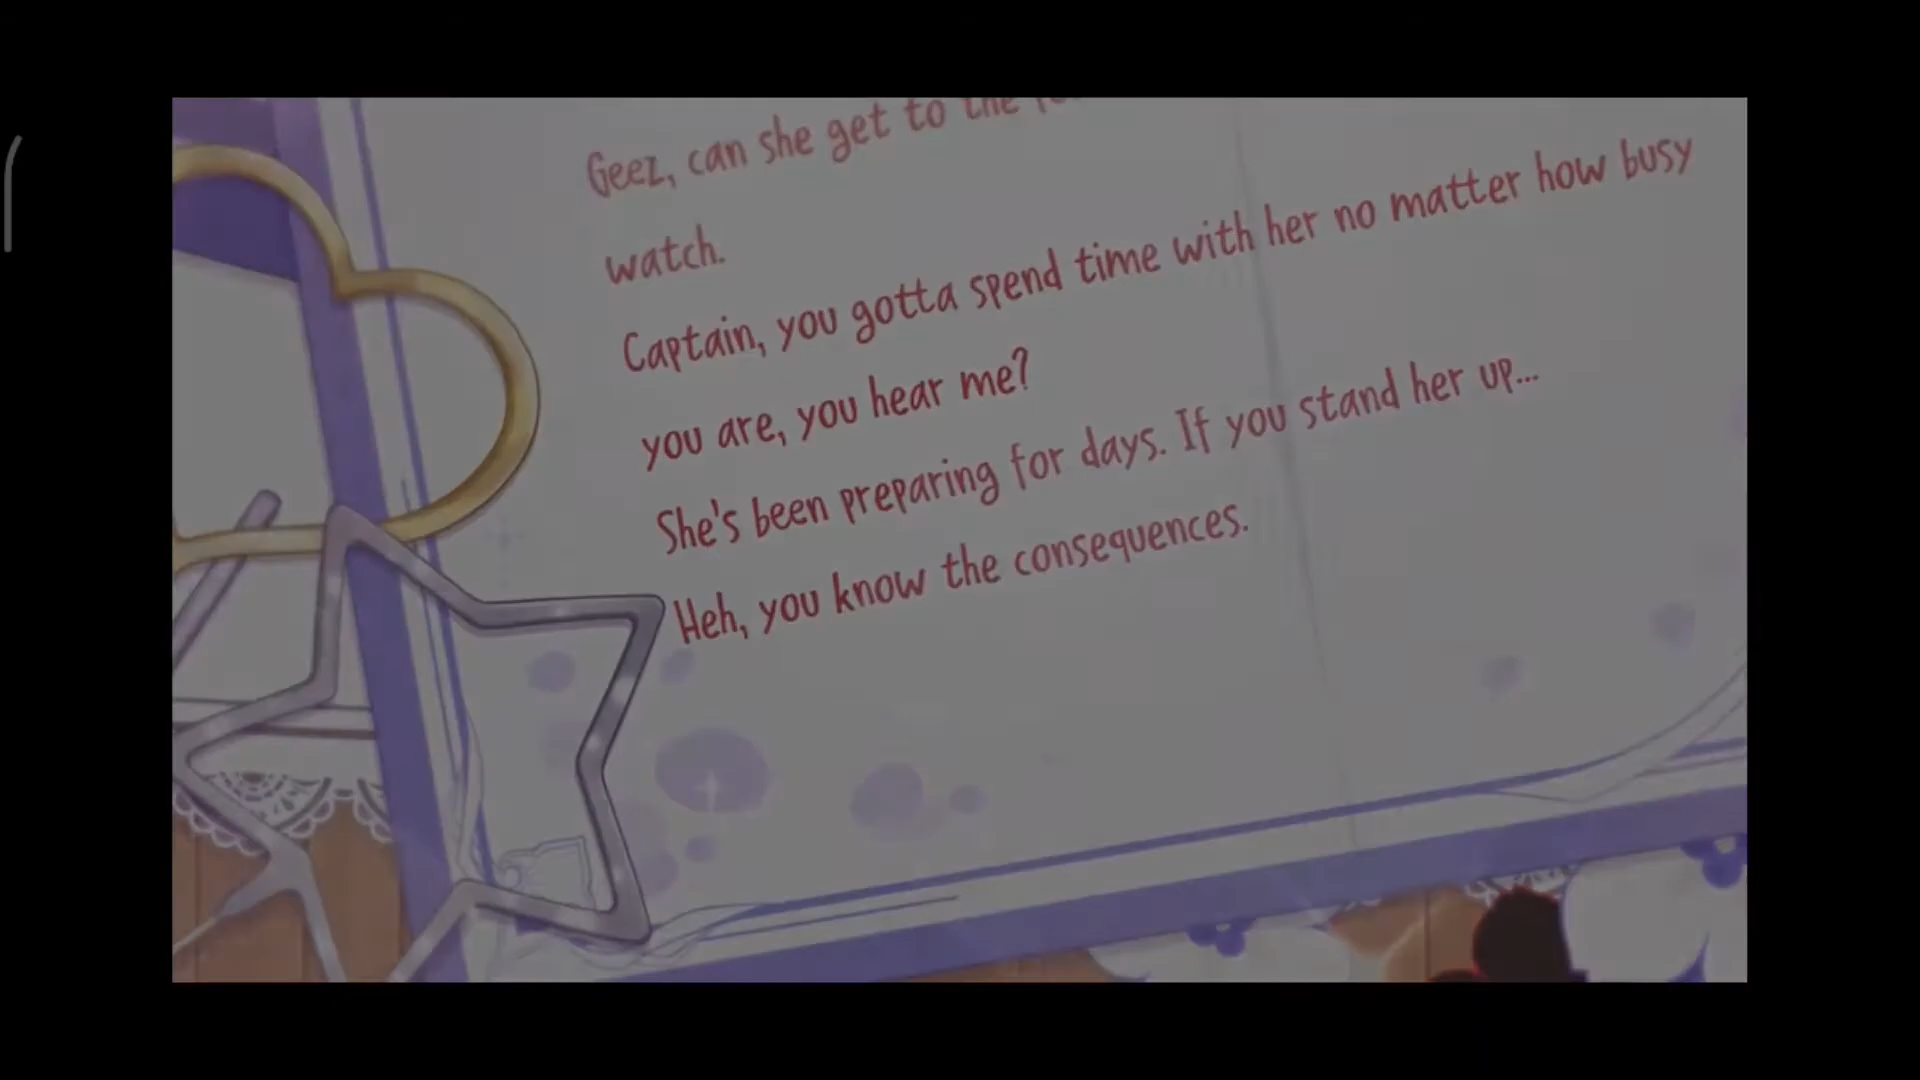 Geez, can she get to the
watch.
Captain, you gotta spend time with her no matter how busy
you are, you hear me?
She's been preparing for days. If you stand her up...
Heh, you know the consequences.